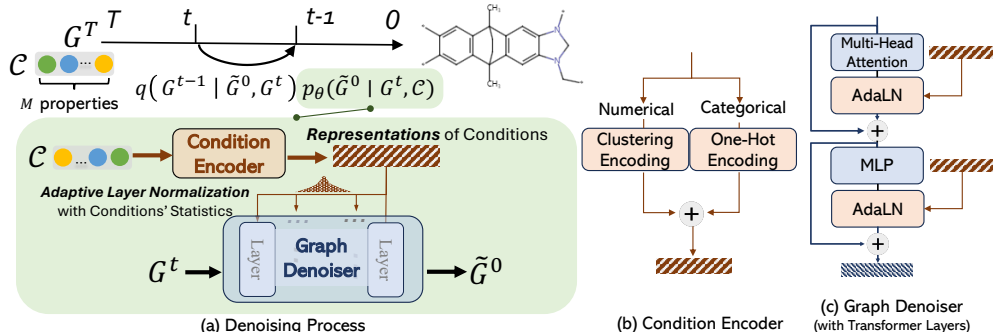 G^T T t t-1 0
C
M properties
q(G^{t-1} | G̃^0, G^t) p_θ(G̃^0 | G^t, C)
CH₃
CH₃
N
N
*
*
*
*
C
...
Condition
Encoder
Representations of Conditions
Adaptive Layer Normalization
with Conditions' Statistics
... ...
Layer
Graph
Denoiser
Layer
G^t
G̃^0
(a) Denoising Process
Numerical Categorical
Clustering
Encoding
One-Hot
Encoding
+
(b) Condition Encoder
Multi-Head
Attention
AdaLN
+
MLP
AdaLN
+
(c) Graph Denoiser
(with Transformer Layers)